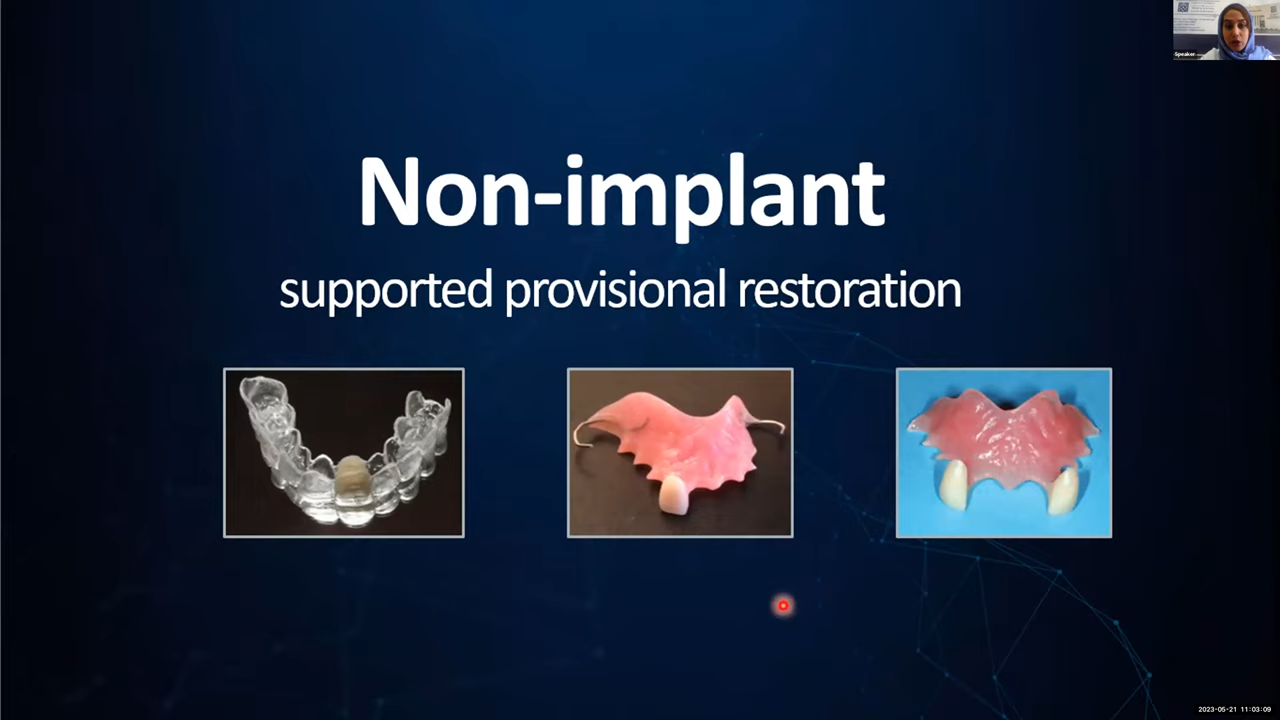 Non-implant
supported provisional restoration
Speaker
2023-05-21 11:03:09